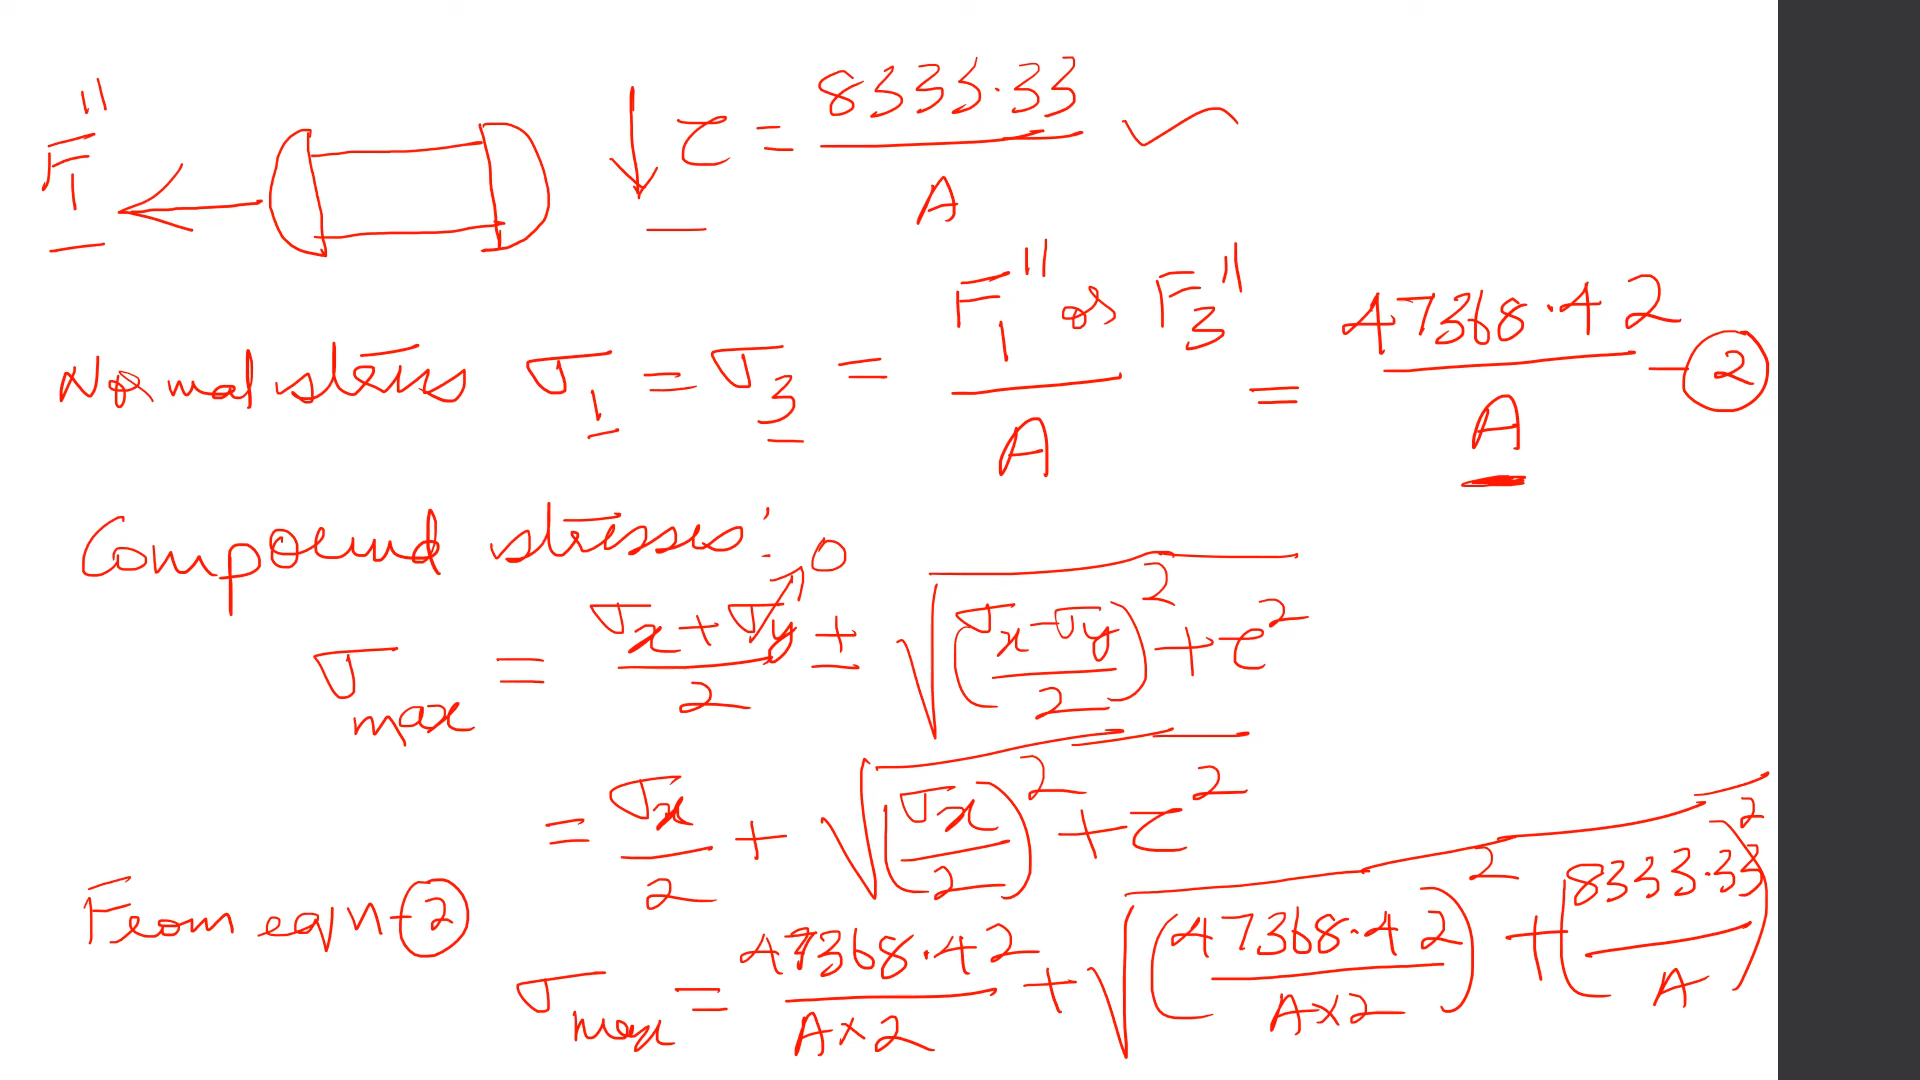 F₁" ↓ τ = 8333.33 / A ✓
Normal stress σ₁ = σ₃ = F₁" or F₃" / A = 47368.42 / A - ②
Compound stresses:
σmax = (σx + σy↗0) / 2 ± √((σx - σy) / 2)² + τ²
= σx / 2 + √(σx / 2)² + τ²
From eqn - ②
σmax = 47368.42 / A×2 + √(47368.42 / A×2)² + (8333.33 / A)²